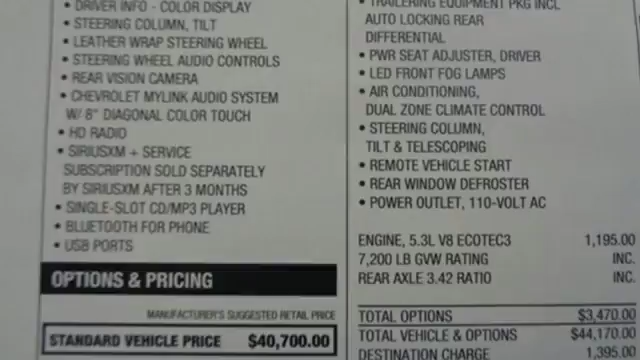 • DRIVER INFO - COLOR DISPLAY
• STEERING COLUMN, TILT
• LEATHER WRAP STEERING WHEEL
• STEERING WHEEL AUDIO CONTROLS
• REAR VISION CAMERA
• CHEVROLET MYLINK AUDIO SYSTEM
W/ 8" DIAGONAL COLOR TOUCH
• HD RADIO
• SIRIUSXM + SERVICE
SUBSCRIPTION SOLD SEPARATELY
BY SIRIUSXM AFTER 3 MONTHS
• SINGLE-SLOT CD/MP3 PLAYER
• BLUETOOTH FOR PHONE
• USB PORTS
OPTIONS & PRICING
MANUFACTURER'S SUGGESTED RETAIL PRICE
STANDARD VEHICLE PRICE $40,700.00
• TRAILERING EQUIPMENT PKG INCL
AUTO LOCKING REAR
DIFFERENTIAL
• PWR SEAT ADJUSTER, DRIVER
• LED FRONT FOG LAMPS
• AIR CONDITIONING,
DUAL ZONE CLIMATE CONTROL
• STEERING COLUMN,
TILT & TELESCOPING
• REMOTE VEHICLE START
• REAR WINDOW DEFROSTER
• POWER OUTLET, 110-VOLT AC
ENGINE, 5.3L V8 ECOTEC3 1,195.00
7,200 LB GVW RATING INC.
REAR AXLE 3.42 RATIO INC.
TOTAL OPTIONS $3,470.00
TOTAL VEHICLE & OPTIONS $44,170.00
DESTINATION CHARGE 1,395.00